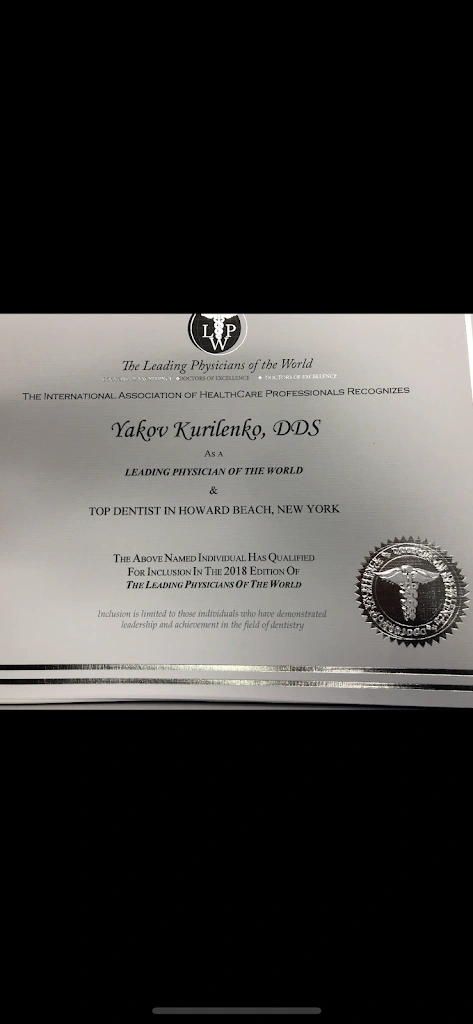 L P
W
The Leading Physicians of the World
DOCTORS OF EXCELLENCE ◆ DOCTORS OF EXCELLENCE
THE INTERNATIONAL ASSOCIATION OF HEALTHCARE PROFESSIONALS RECOGNIZES
Yakov Kurilenko, DDS
AS A
LEADING PHYSICIAN OF THE WORLD
&
TOP DENTIST IN HOWARD BEACH, NEW YORK
THE ABOVE NAMED INDIVIDUAL HAS QUALIFIED
FOR INCLUSION IN THE 2018 EDITION OF
THE LEADING PHYSICIANS OF THE WORLD
Inclusion is limited to those individuals who have demonstrated
leadership and achievement in the field of dentistry